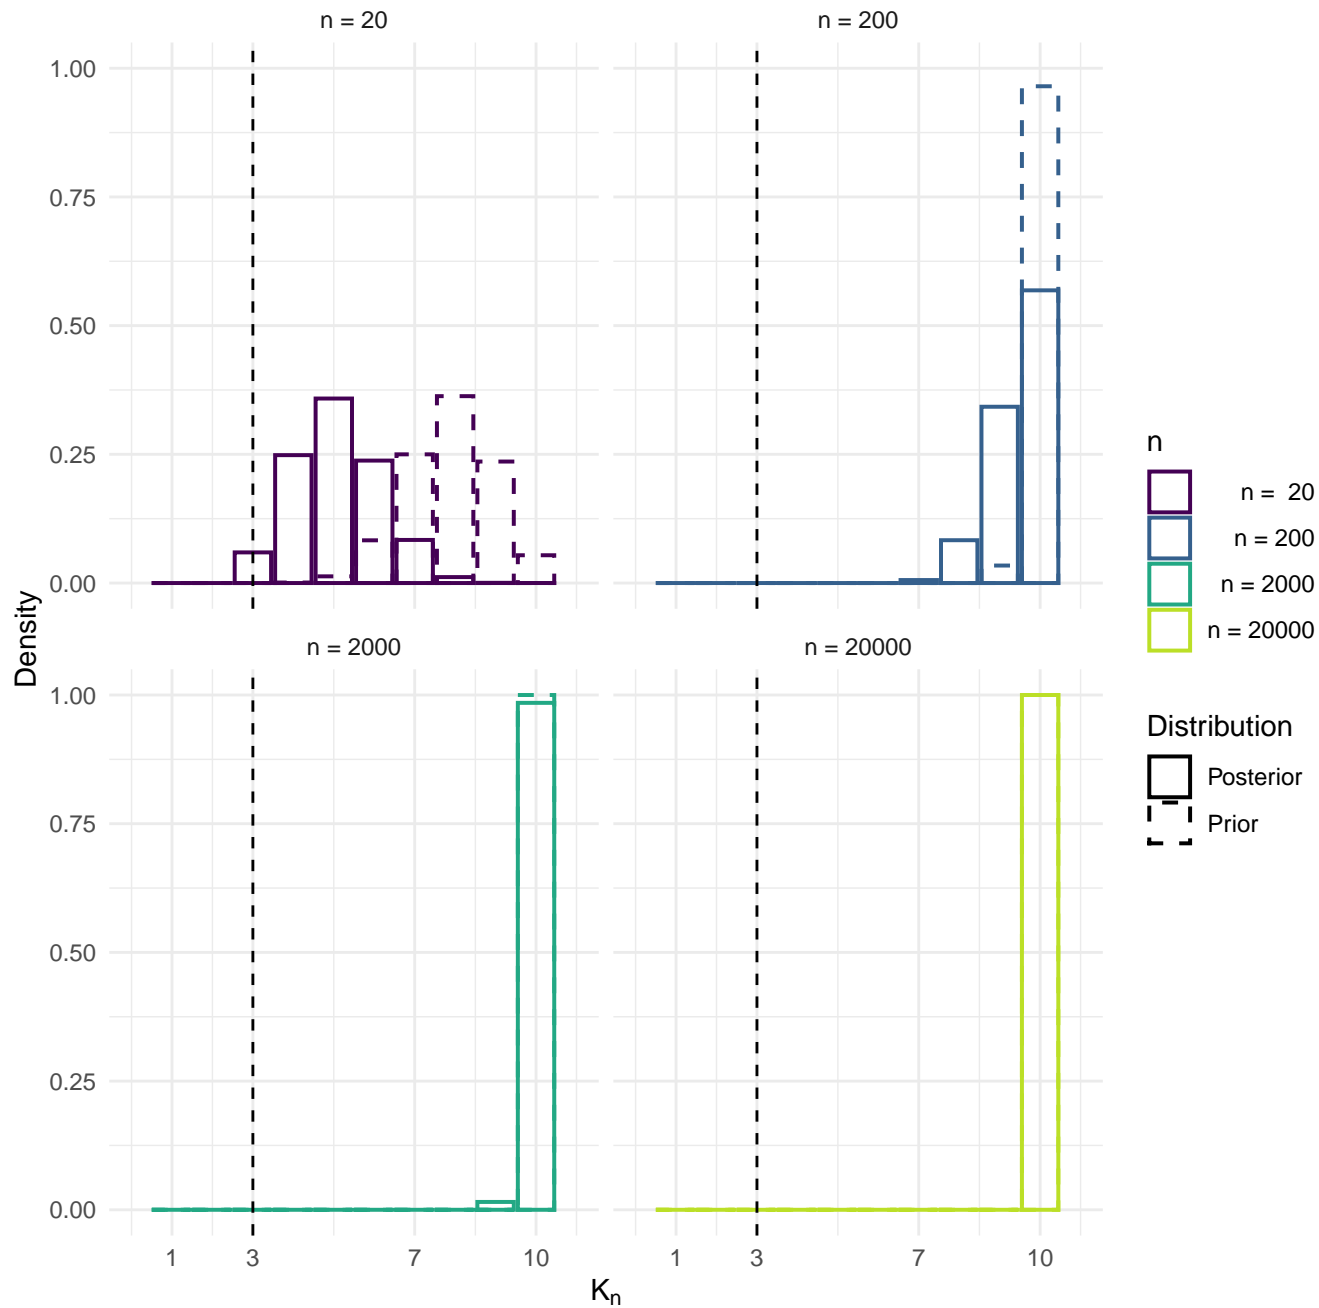 n = 20
n = 200
1.00
0.75
0.50
0.25
0.00
n = 2000
n = 20000
1.00
0.75
0.50
0.25
0.00
1 3 7 10
1 3 7 10
Density
Kn
n
n = 20
n = 200
n = 2000
n = 20000
Distribution
Posterior
Prior